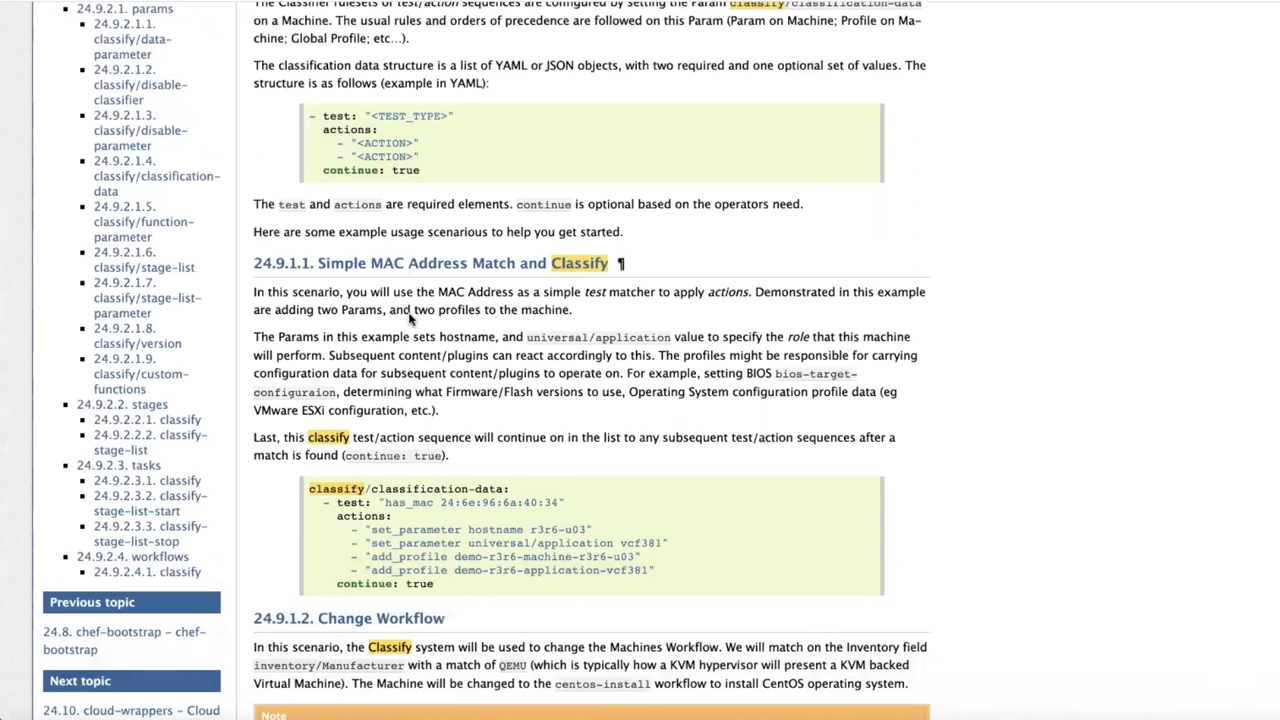 24.9.2.1. params
24.9.2.1.1.
classify/data-
parameter
24.9.2.1.2.
classify/disable-
classifier
24.9.2.1.3.
classify/disable-
parameter
24.9.2.1.4.
classify/classification-
data
24.9.2.1.5.
classify/function-
parameter
24.9.2.1.6.
classify/stage-list
24.9.2.1.7.
classify/stage-list-
parameter
24.9.2.1.8.
classify/version
24.9.2.1.9.
classify/custom-
functions
24.9.2.2. stages
24.9.2.2.1. classify
24.9.2.2.2. classify-
stage-list
24.9.2.3. tasks
24.9.2.3.1. classify
24.9.2.3.2. classify-
stage-list-start
24.9.2.3.3. classify-
stage-list-stop
24.9.2.4. workflows
24.9.2.4.1. classify
Previous topic
24.8. chef-bootstrap – chef-
bootstrap
Next topic
24.10. cloud-wrappers – Cloud
The Classifier rulesets of test/action sequences are configured by setting the Param classify/classification-data
on a Machine. The usual rules and orders of precedence are followed on this Param (Param on Machine; Profile on Ma-
chine; Global Profile; etc...).
The classification data structure is a list of YAML or JSON objects, with two required and one optional set of values. The
structure is as follows (example in YAML):
- test: "<TEST_TYPE>"
actions:
- "<ACTION>"
- "<ACTION>"
continue: true
The test and actions are required elements. continue is optional based on the operators need.
Here are some example usage scenarious to help you get started.
24.9.1.1. Simple MAC Address Match and Classify ¶
In this scenario, you will use the MAC Address as a simple test matcher to apply actions. Demonstrated in this example
are adding two Params, and two profiles to the machine.
The Params in this example sets hostname, and universal/application value to specify the role that this machine
will perform. Subsequent content/plugins can react accordingly to this. The profiles might be responsible for carrying
configuration data for subsequent content/plugins to operate on. For example, setting BIOS bios-target-
configuraion, determining what Firmware/Flash versions to use, Operating System configuration profile data (eg
VMware ESXi configuration, etc.).
Last, this classify test/action sequence will continue on in the list to any subsequent test/action sequences after a
match is found (continue: true).
classify/classification-data:
- test: "has_mac 24:6e:96:6a:40:34"
actions:
- "set_parameter hostname r3r6-u03"
- "set_parameter universal/application vcf381"
- "add_profile demo-r3r6-machine-r3r6-u03"
- "add_profile demo-r3r6-application-vcf381"
continue: true
24.9.1.2. Change Workflow
In this scenario, the Classify system will be used to change the Machines Workflow. We will match on the Inventory field
inventory/Manufacturer with a match of QEMU (which is typically how a KVM hypervisor will present a KVM backed
Virtual Machine). The Machine will be changed to the centos-install workflow to install CentOS operating system.
Note